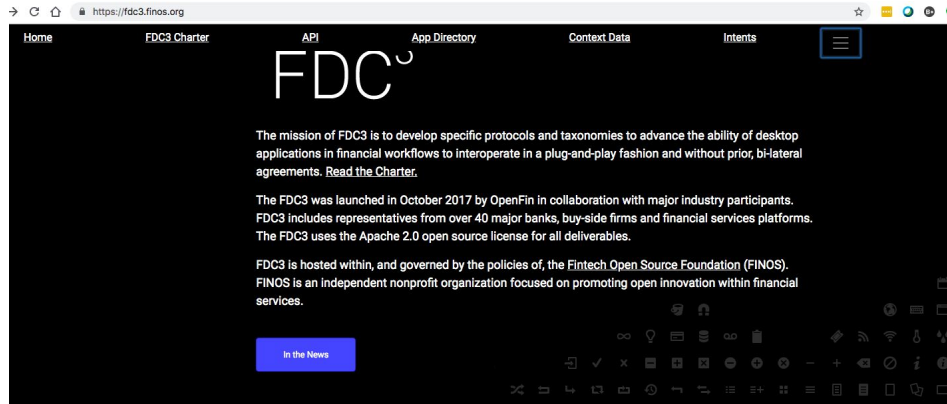 https://fdc3.finos.org
Home FDC3 Charter API App Directory Context Data Intents
FDC3
The mission of FDC3 is to develop specific protocols and taxonomies to advance the ability of desktop
applications in financial workflows to interoperate in a plug-and-play fashion and without prior, bi-lateral
agreements. Read the Charter.
The FDC3 was launched in October 2017 by OpenFin in collaboration with major industry participants.
FDC3 includes representatives from over 40 major banks, buy-side firms and financial services platforms.
The FDC3 uses the Apache 2.0 open source license for all deliverables.
FDC3 is hosted within, and governed by the policies of, the Fintech Open Source Foundation (FINOS).
FINOS is an independent nonprofit organization focused on promoting open innovation within financial
services.
In the News